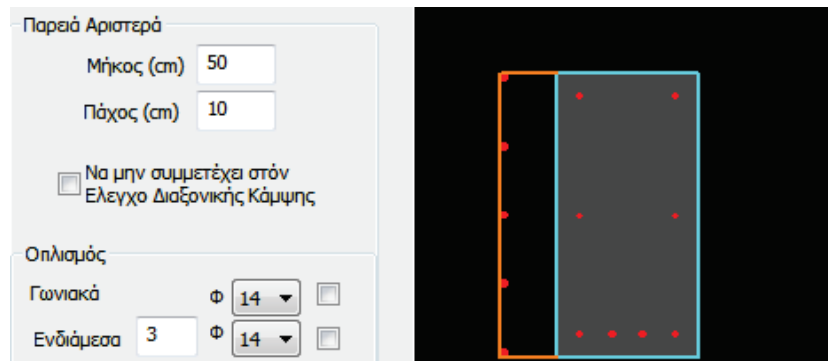 Παρειά Αριστερά
Μήκος (cm) 50
Πάχος (cm) 10
Να μην συμμετέχει στόν
Ελεγχο Διαξονικής Κάμψης
Οπλισμός
Γωνιακά Φ 14
Ενδιάμεσα 3 Φ 14